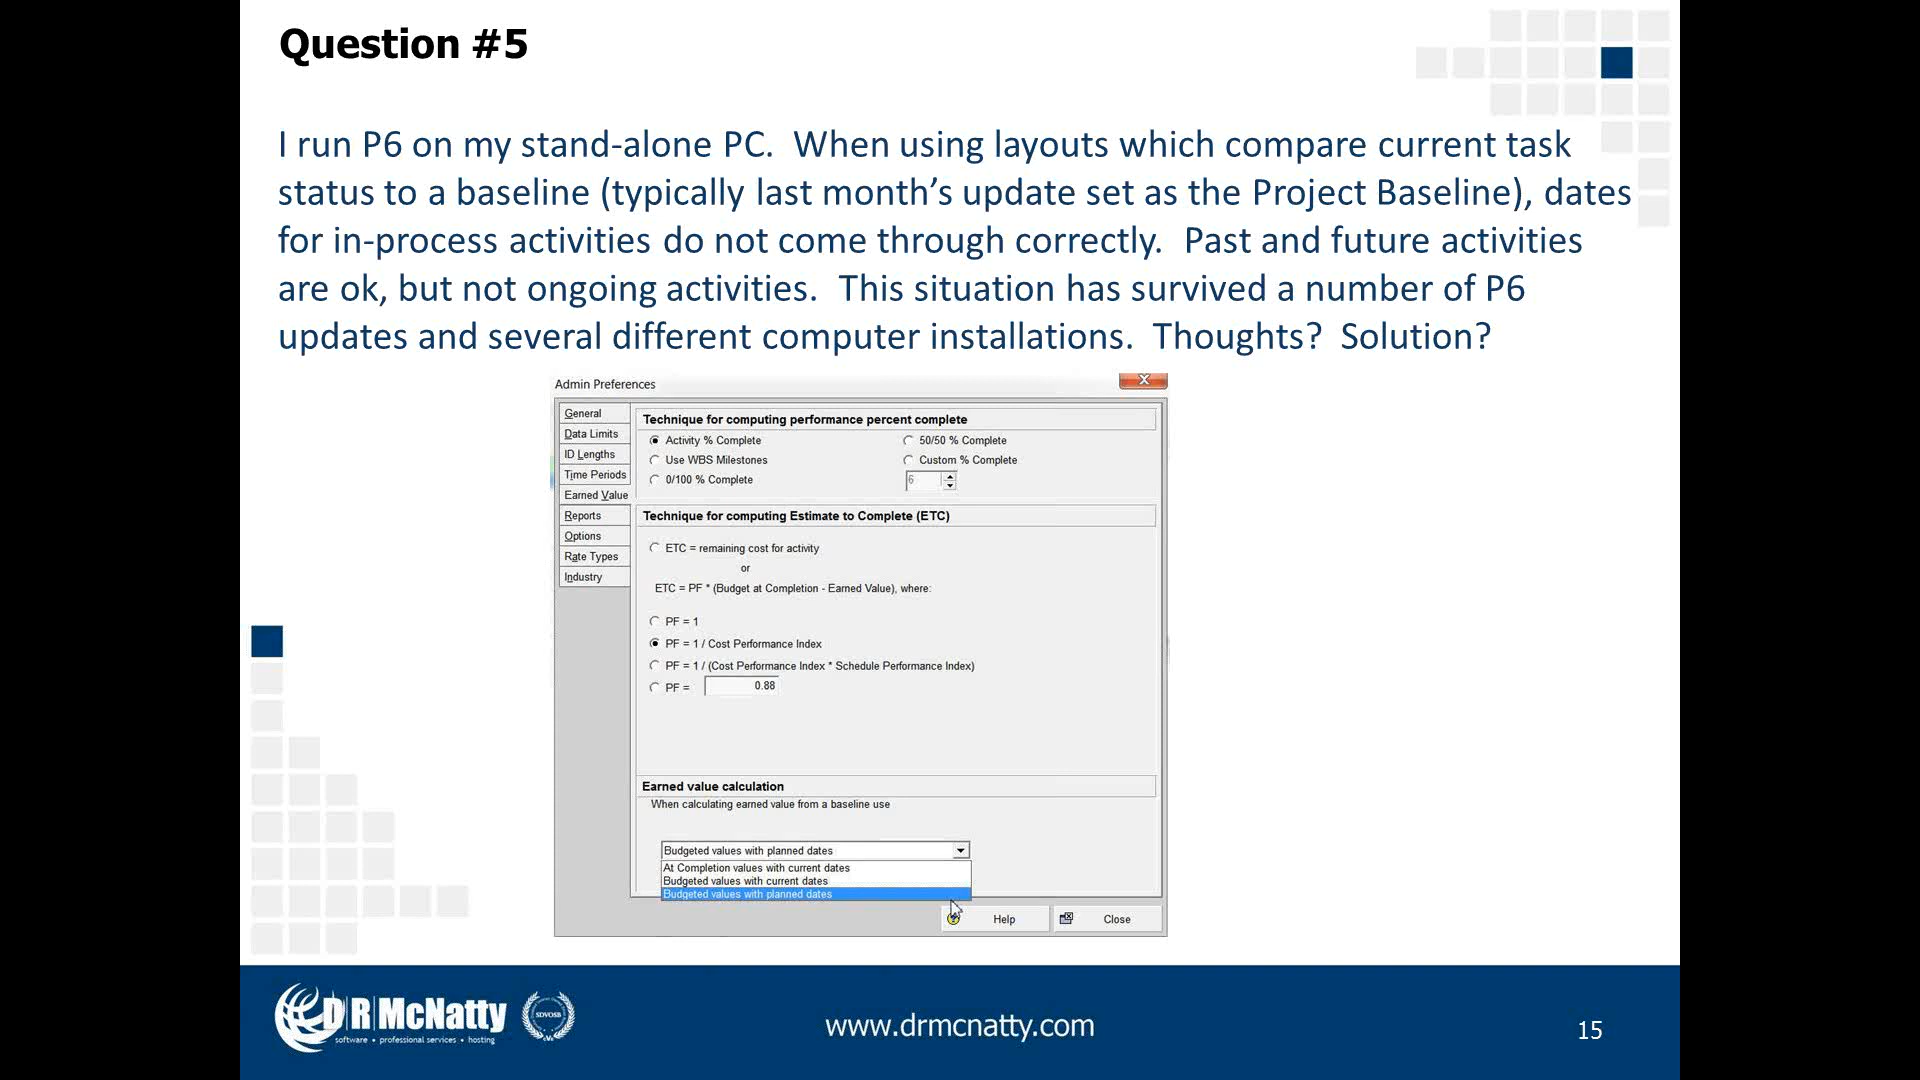 Question #5
I run P6 on my stand-alone PC.  When using layouts which compare current task
status to a baseline (typically last month’s update set as the Project Baseline), dates
for in-process activities do not come through correctly.  Past and future activities
are ok, but not ongoing activities.  This situation has survived a number of P6
updates and several different computer installations.  Thoughts?  Solution?
Admin Preferences
General
Data Limits
ID Lengths
Time Periods
Earned Value
Reports
Options
Rate Types
Industry
Technique for computing performance percent complete
Activity % Complete
50/50 % Complete
Use WBS Milestones
Custom % Complete
0/100 % Complete
6
Technique for computing Estimate to Complete (ETC)
ETC = remaining cost for activity
or
ETC = PF * (Budget at Completion - Earned Value), where:
PF = 1
PF = 1 / Cost Performance Index
PF = 1 / (Cost Performance Index * Schedule Performance Index)
PF = 0.88
Earned value calculation
When calculating earned value from a baseline use
Budgeted values with planned dates
At Completion values with current dates
Budgeted values with current dates
Budgeted values with planned dates
Help
Close
D|R|McNatty
software • professional services • hosting
SDVOSB
www.drmcnatty.com
15